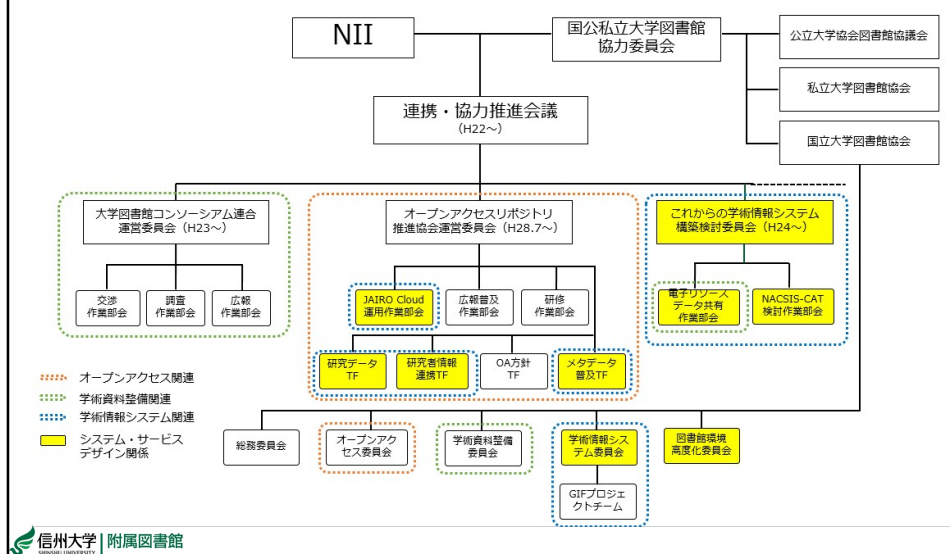 NII
国公私立大学図書館
協力委員会
公立大学協会図書館協議会
私立大学図書館協会
国立大学図書館協会
連携・協力推進会議
(H22～)
大学図書館コンソーシアム連合
運営委員会（H23～）
オープンアクセスリポジトリ
推進協会運営委員会（H28.7～）
これからの学術情報システム
構築検討委員会（H24～）
交渉
作業部会
調査
作業部会
広報
作業部会
JAIRO Cloud
運用作業部会
広報普及
作業部会
研修
作業部会
電子リソース
データ共有
作業部会
NACSIS-CAT
検討作業部会
研究データ
TF
研究者情報
連携TF
OA方針
TF
メタデータ
普及TF
オープンアクセス関連
学術資料整備関連
学術情報システム関連
システム・サービス
デザイン関係
総務委員会
オープンアク
セス委員会
学術資料整備
委員会
学術情報シス
テム委員会
図書館環境
高度化委員会
GIFプロジェ
クトチーム
信州大学 附属図書館
SHINSHU UNIVERSITY